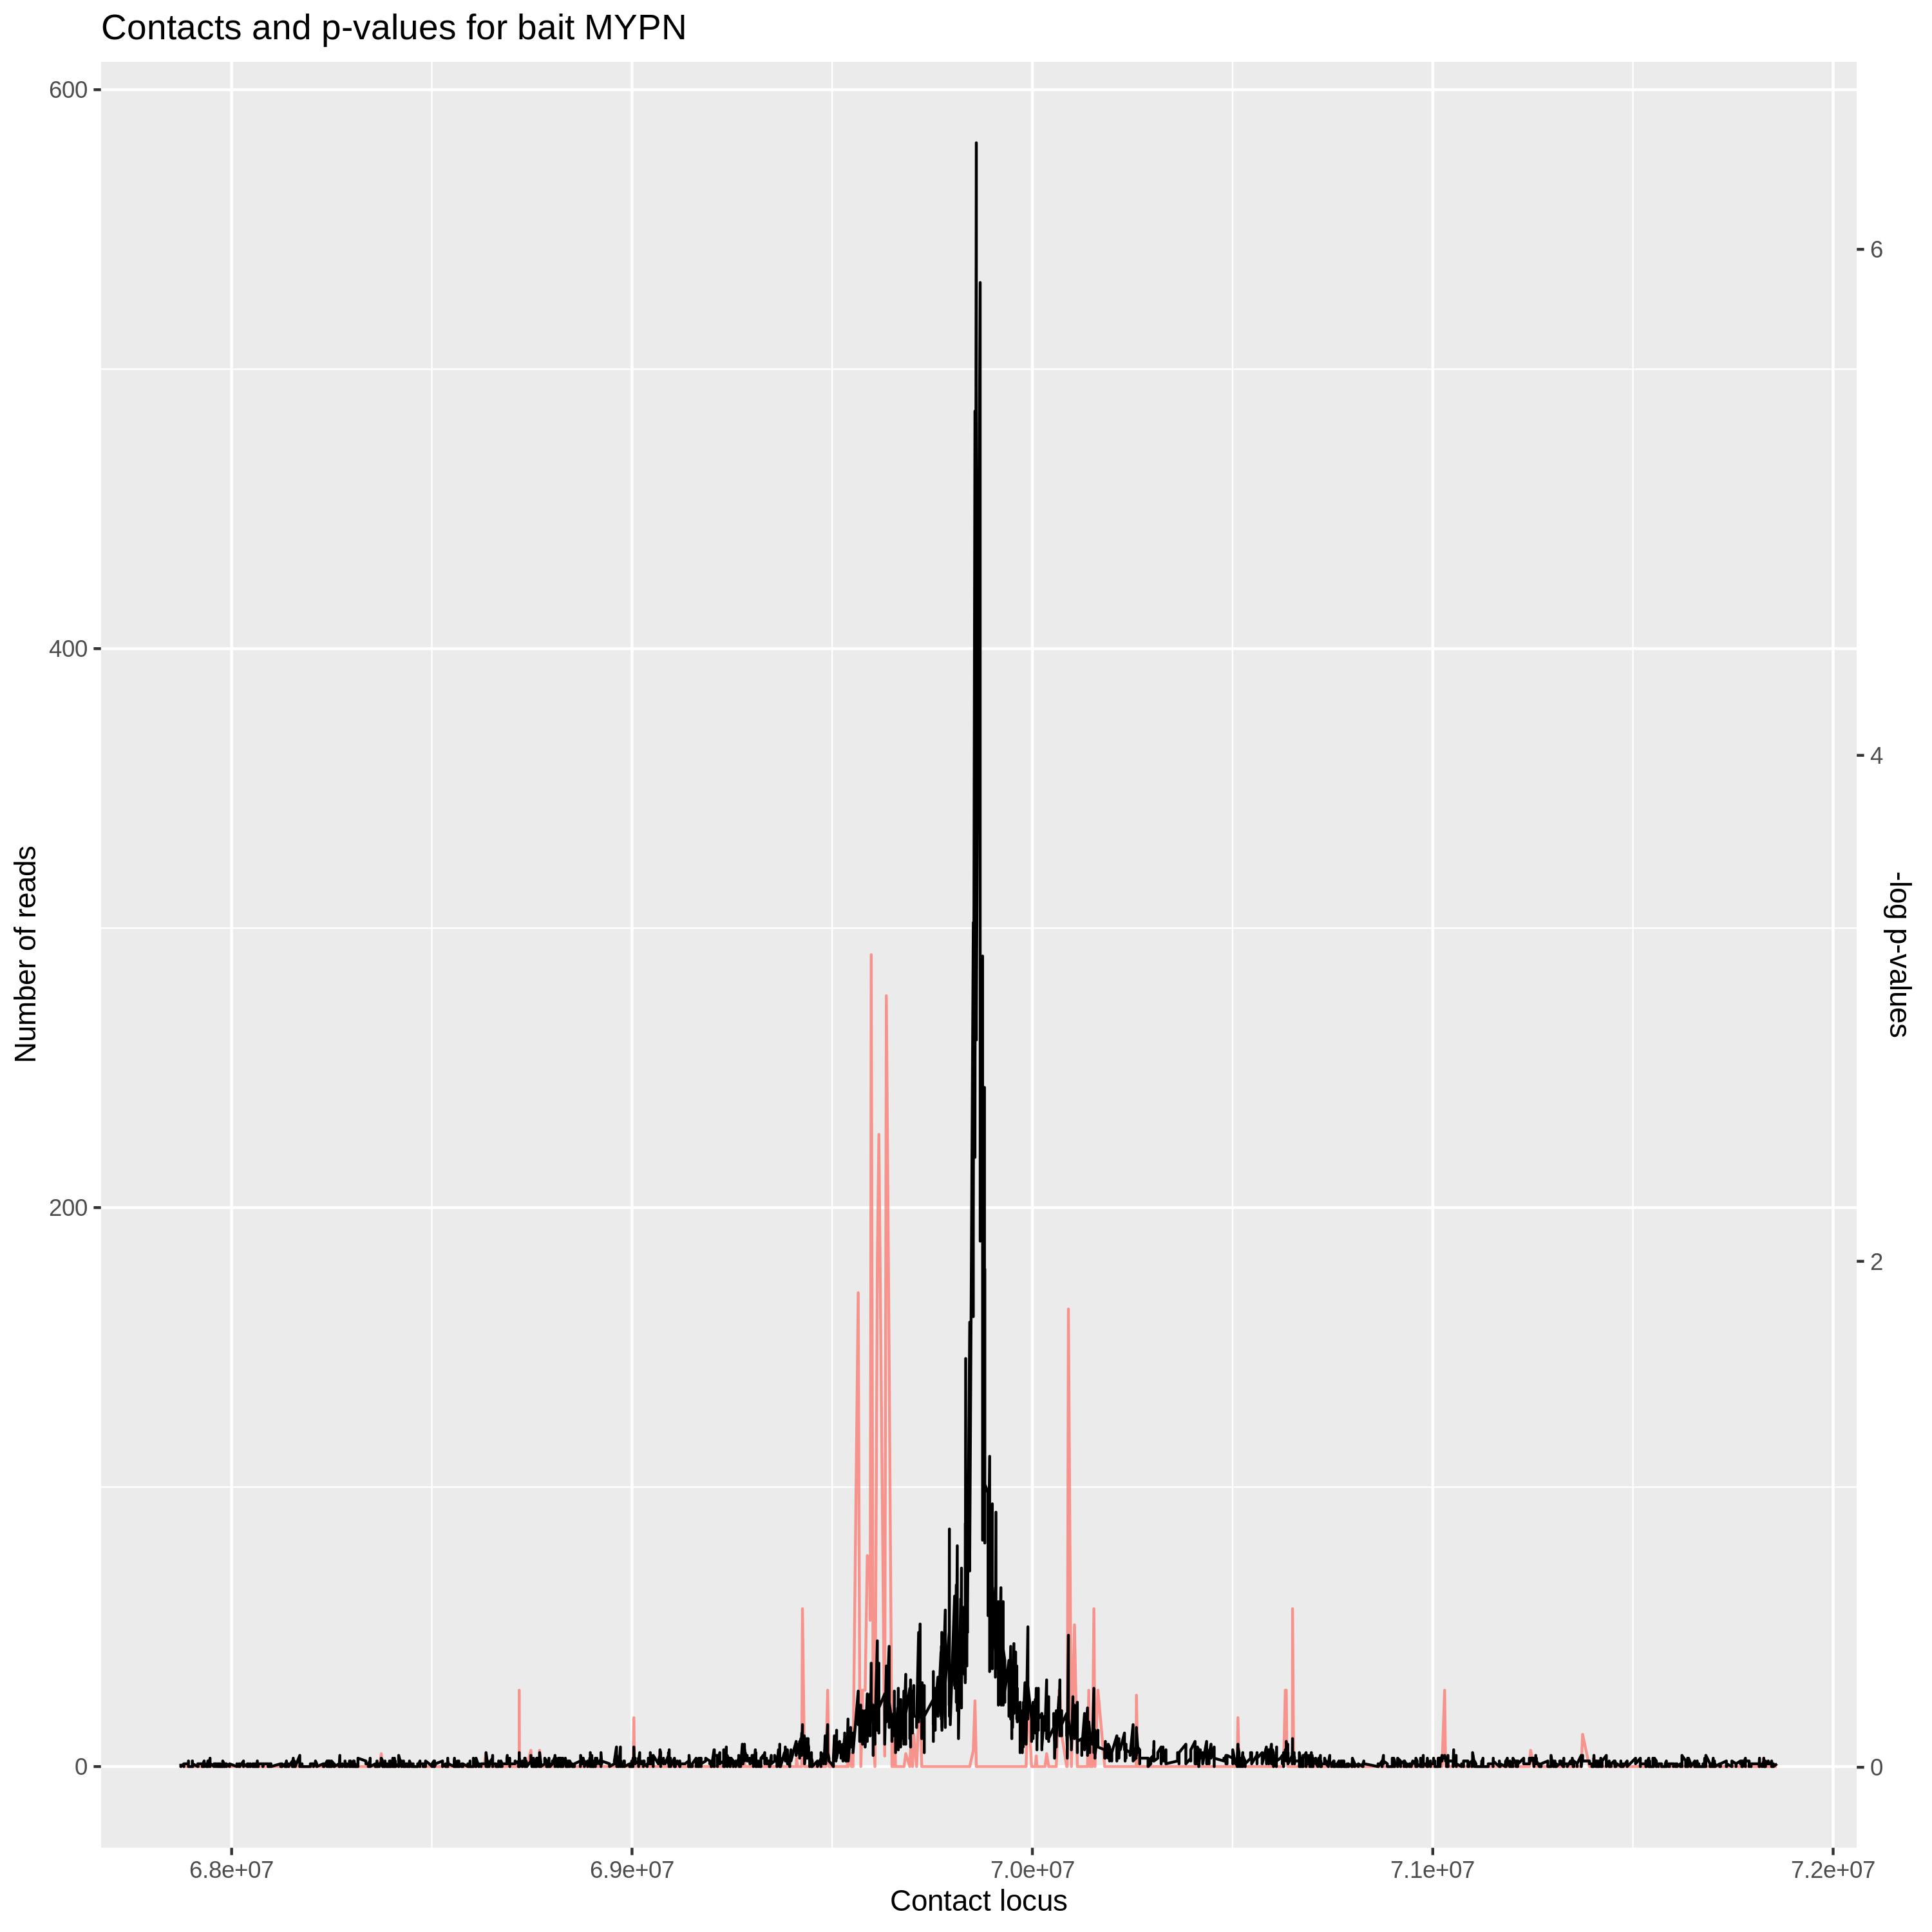 Contacts and p-values for bait MYPN
600
400
200
0
Number of reads
6
4
2
0
-log p-values
6.8e+07 6.9e+07 7.0e+07 7.1e+07 7.2e+07
Contact locus